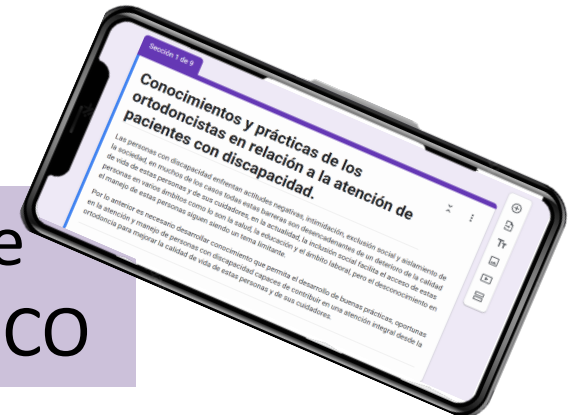 Sección 1 de 9
Conocimientos y prácticas de los
ortodoncistas en relación a la atención de
pacientes con discapacidad.
Las personas con discapacidad enfrentan actitudes negativas, intimidación, exclusión social y aislamiento de
la sociedad, en muchos de los casos todas estas barreras son desencadenantes de un deterioro de la calidad
de vida de estas personas y de sus cuidadores, en la actualidad, la inclusión social facilita el acceso de estas
personas en varios ámbitos como lo son la salud, la educación y el ámbito laboral, pero el desconocimiento en
el manejo de estas personas siguen siendo un tema limitante.
Por lo anterior es necesario desarrollar conocimiento que permita el desarrollo de buenas prácticas, oportunas
en la atención y manejo de personas con discapacidad capaces de contribuir en una atención integral desde la
ortodoncia para mejorar la calidad de vida de estas personas y de sus cuidadores.
Tт
e
co